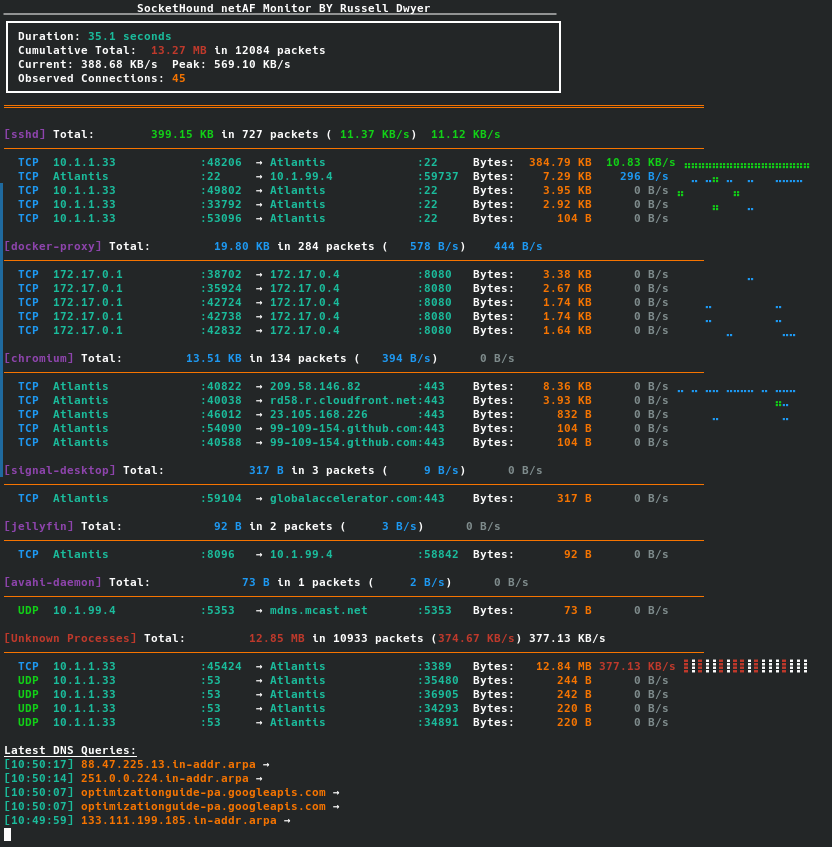 SocketHound netAF Monitor BY Russell Dwyer
Duration: 35.1 seconds
Cumulative Total: 13.27 MB in 12084 packets
Current: 388.68 KB/s Peak: 569.10 KB/s
Observed Connections: 45
[sshd] Total: 399.15 KB in 727 packets ( 11.37 KB/s) 11.12 KB/s
TCP 10.1.1.33 :48206 → Atlantis :22 Bytes: 384.79 KB 10.83 KB/s
TCP Atlantis :22 → 10.1.99.4 :59737 Bytes: 7.29 KB 296 B/s
TCP 10.1.1.33 :49802 → Atlantis :22 Bytes: 3.95 KB 0 B/s
TCP 10.1.1.33 :33792 → Atlantis :22 Bytes: 2.92 KB 0 B/s
TCP 10.1.1.33 :53096 → Atlantis :22 Bytes: 104 B 0 B/s
[docker-proxy] Total: 19.80 KB in 284 packets ( 578 B/s) 444 B/s
TCP 172.17.0.1 :38702 → 172.17.0.4 :8080 Bytes: 3.38 KB 0 B/s
TCP 172.17.0.1 :35924 → 172.17.0.4 :8080 Bytes: 2.67 KB 0 B/s
TCP 172.17.0.1 :42724 → 172.17.0.4 :8080 Bytes: 1.74 KB 0 B/s
TCP 172.17.0.1 :42738 → 172.17.0.4 :8080 Bytes: 1.74 KB 0 B/s
TCP 172.17.0.1 :42832 → 172.17.0.4 :8080 Bytes: 1.64 KB 0 B/s
[chromium] Total: 13.51 KB in 134 packets ( 394 B/s) 0 B/s
TCP Atlantis :40822 → 209.58.146.82 :443 Bytes: 8.36 KB 0 B/s
TCP Atlantis :40038 → rd58.r.cloudfront.net:443 Bytes: 3.93 KB 0 B/s
TCP Atlantis :46012 → 23.105.168.226 :443 Bytes: 832 B 0 B/s
TCP Atlantis :54090 → 99-109-154.github.com:443 Bytes: 104 B 0 B/s
TCP Atlantis :40588 → 99-109-154.github.com:443 Bytes: 104 B 0 B/s
[signal-desktop] Total: 317 B in 3 packets ( 9 B/s) 0 B/s
TCP Atlantis :59104 → globalaccelerator.com:443 Bytes: 317 B 0 B/s
[jellyfin] Total: 92 B in 2 packets ( 3 B/s) 0 B/s
TCP Atlantis :8096 → 10.1.99.4 :58842 Bytes: 92 B 0 B/s
[avahi-daemon] Total: 73 B in 1 packets ( 2 B/s) 0 B/s
UDP 10.1.99.4 :5353 → mdns.mcast.net :5353 Bytes: 73 B 0 B/s
[Unknown Processes] Total: 12.85 MB in 10933 packets (374.67 KB/s) 377.13 KB/s
TCP 10.1.1.33 :45424 → Atlantis :3389 Bytes: 12.84 MB 377.13 KB/s
UDP 10.1.1.33 :53 → Atlantis :35480 Bytes: 244 B 0 B/s
UDP 10.1.1.33 :53 → Atlantis :36905 Bytes: 242 B 0 B/s
UDP 10.1.1.33 :53 → Atlantis :34293 Bytes: 220 B 0 B/s
UDP 10.1.1.33 :53 → Atlantis :34891 Bytes: 220 B 0 B/s
Latest DNS Queries:
[10:50:17] 88.47.225.13.in-addr.arpa →
[10:50:14] 251.0.0.224.in-addr.arpa →
[10:50:07] optimizationguide-pa.googleapis.com →
[10:50:07] optimizationguide-pa.googleapis.com →
[10:49:59] 133.111.199.185.in-addr.arpa →